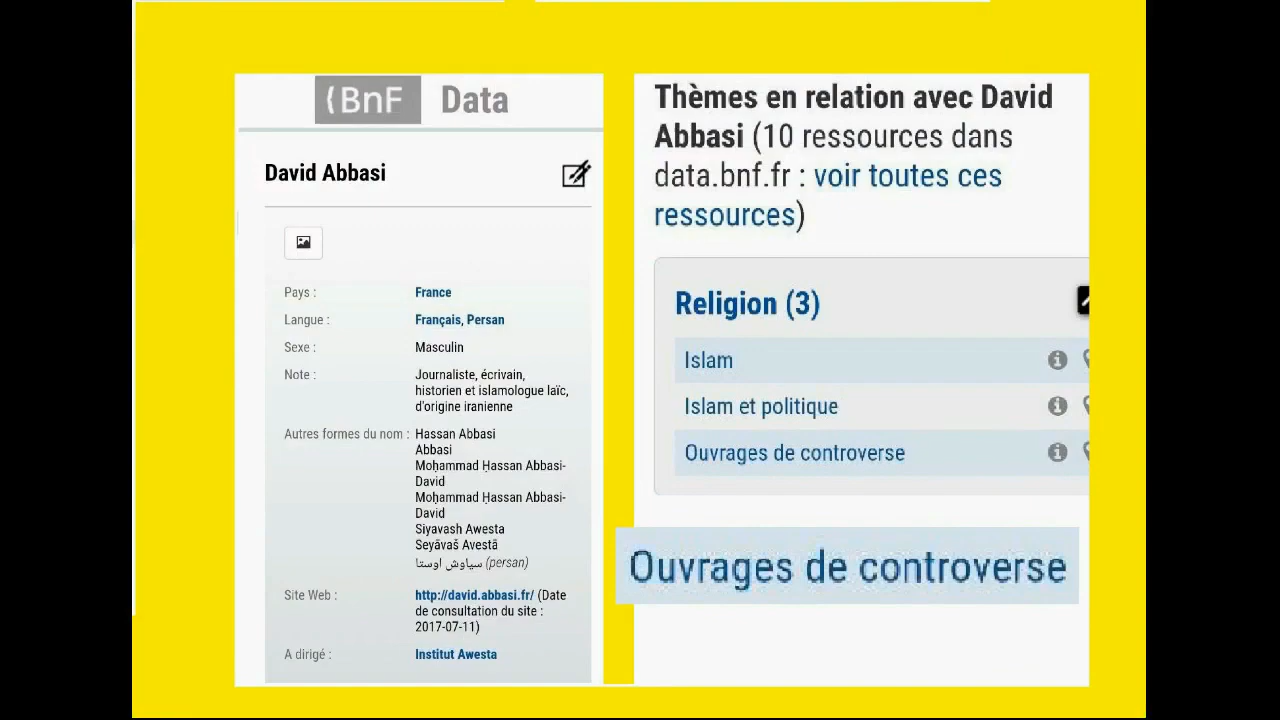 (BnF Data
David Abbasi
Pays : France
Langue : Français, Persan
Sexe : Masculin
Note : Journaliste, écrivain,
historien et islamologue laïc,
d'origine iranienne
Autres formes du nom : Hassan Abbasi
Abbasi
Moḥammad Ḥassan Abbasi-
David
Moḥammad Ḥassan Abbasi-
David
Siyavash Awesta
Seyāvaš Avestā
سیاوش اوستا (persan)
Site Web : http://david.abbasi.fr/ (Date
de consultation du site :
2017-07-11)
A dirigé : Institut Awesta
Thèmes en relation avec David
Abbasi (10 ressources dans
data.bnf.fr : voir toutes ces
ressources)
Religion (3)
Islam
Islam et politique
Ouvrages de controverse
Ouvrages de controverse